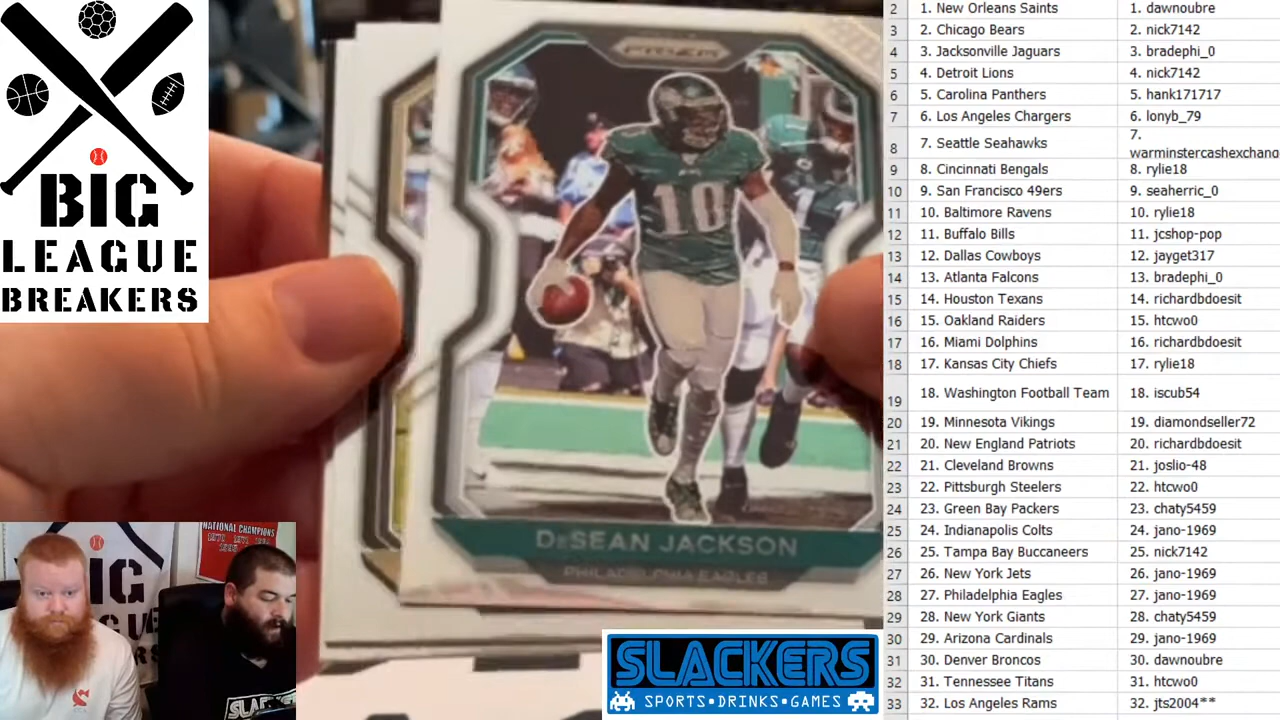 BIG
LEAGUE
BREAKERS
PRIZM
10
DeSEAN JACKSON
PHILADELPHIA EAGLES
NATIONAL CHAMPIONS
IG
SLACKERS
SPORTS•DRINKS•GAMES
2 1. New Orleans Saints 1. dawnoubre
3 2. Chicago Bears 2. nick7142
4 3. Jacksonville Jaguars 3. bradephi_0
5 4. Detroit Lions 4. nick7142
6 5. Carolina Panthers 5. hank171717
7 6. Los Angeles Chargers 6. lonyb_79
8 7. Seattle Seahawks 7.
warminstercashexchano
9 8. Cincinnati Bengals 8. rylie18
10 9. San Francisco 49ers 9. seaherric_0
11 10. Baltimore Ravens 10. rylie18
12 11. Buffalo Bills 11. jcshop-pop
13 12. Dallas Cowboys 12. jayget317
14 13. Atlanta Falcons 13. bradephi_0
15 14. Houston Texans 14. richardbdoesit
16 15. Oakland Raiders 15. htcwo0
17 16. Miami Dolphins 16. richardbdoesit
18 17. Kansas City Chiefs 17. rylie18
19 18. Washington Football Team 18. iscub54
20 19. Minnesota Vikings 19. diamondseller72
21 20. New England Patriots 20. richardbdoesit
22 21. Cleveland Browns 21. joslio-48
23 22. Pittsburgh Steelers 22. htcwo0
24 23. Green Bay Packers 23. chaty5459
25 24. Indianapolis Colts 24. jano-1969
26 25. Tampa Bay Buccaneers 25. nick7142
27 26. New York Jets 26. jano-1969
28 27. Philadelphia Eagles 27. jano-1969
29 28. New York Giants 28. chaty5459
30 29. Arizona Cardinals 29. jano-1969
31 30. Denver Broncos 30. dawnoubre
32 31. Tennessee Titans 31. htcwo0
33 32. Los Angeles Rams 32. jts2004**